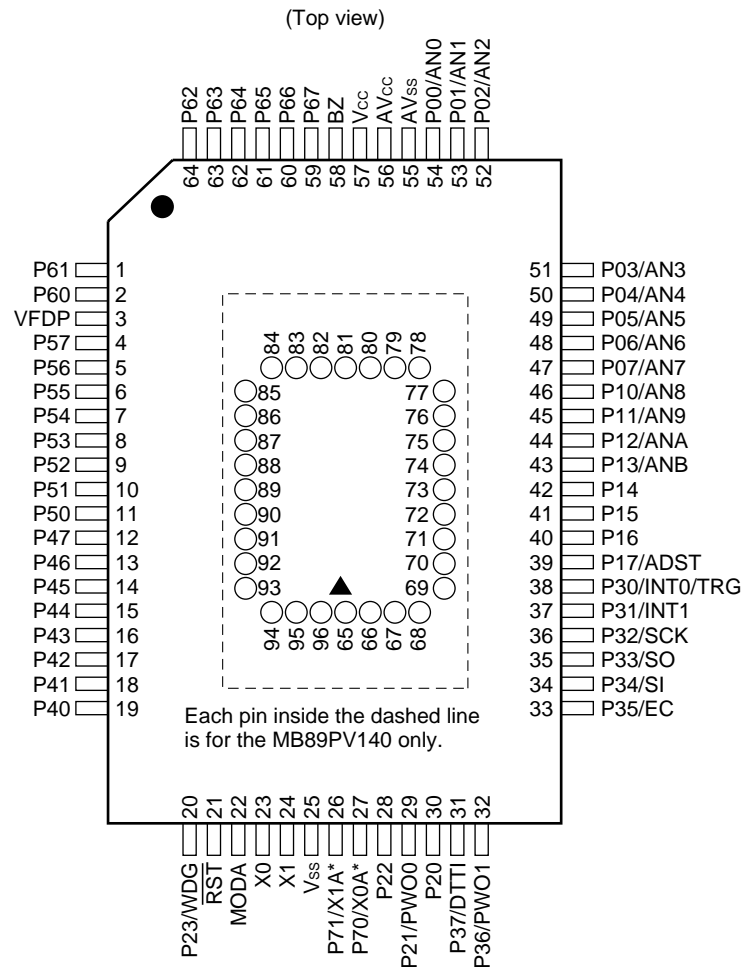 (Top view)
P62
P63
P64
P65
P66
P67
BZ
Vcc
AVcc
AVss
P00/AN0
P01/AN1
P02/AN2
64
63
62
61
60
59
58
57
56
55
54
53
52
P61 1
P60 2
VFDP 3
P57 4
P56 5
P55 6
P54 7
P53 8
P52 9
P51 10
P50 11
P47 12
P46 13
P45 14
P44 15
P43 16
P42 17
P41 18
P40 19
84
83
82
81
80
79
78
85
86
87
88
89
90
91
92
93
77
76
75
74
73
72
71
70
69
94
95
96
65
66
67
68
51 P03/AN3
50 P04/AN4
49 P05/AN5
48 P06/AN6
47 P07/AN7
46 P10/AN8
45 P11/AN9
44 P12/ANA
43 P13/ANB
42 P14
41 P15
40 P16
39 P17/ADST
38 P30/INT0/TRG
37 P31/INT1
36 P32/SCK
35 P33/SO
34 P34/SI
33 P35/EC
Each pin inside the dashed line
is for the MB89PV140 only.
20
21
22
23
24
25
26
27
28
29
30
31
32
P23/WDG
RST
MODA
X0
X1
Vss
P71/X1A*
P70/X0A*
P22
P21/PWO0
P20
P37/DTTI
P36/PWO1